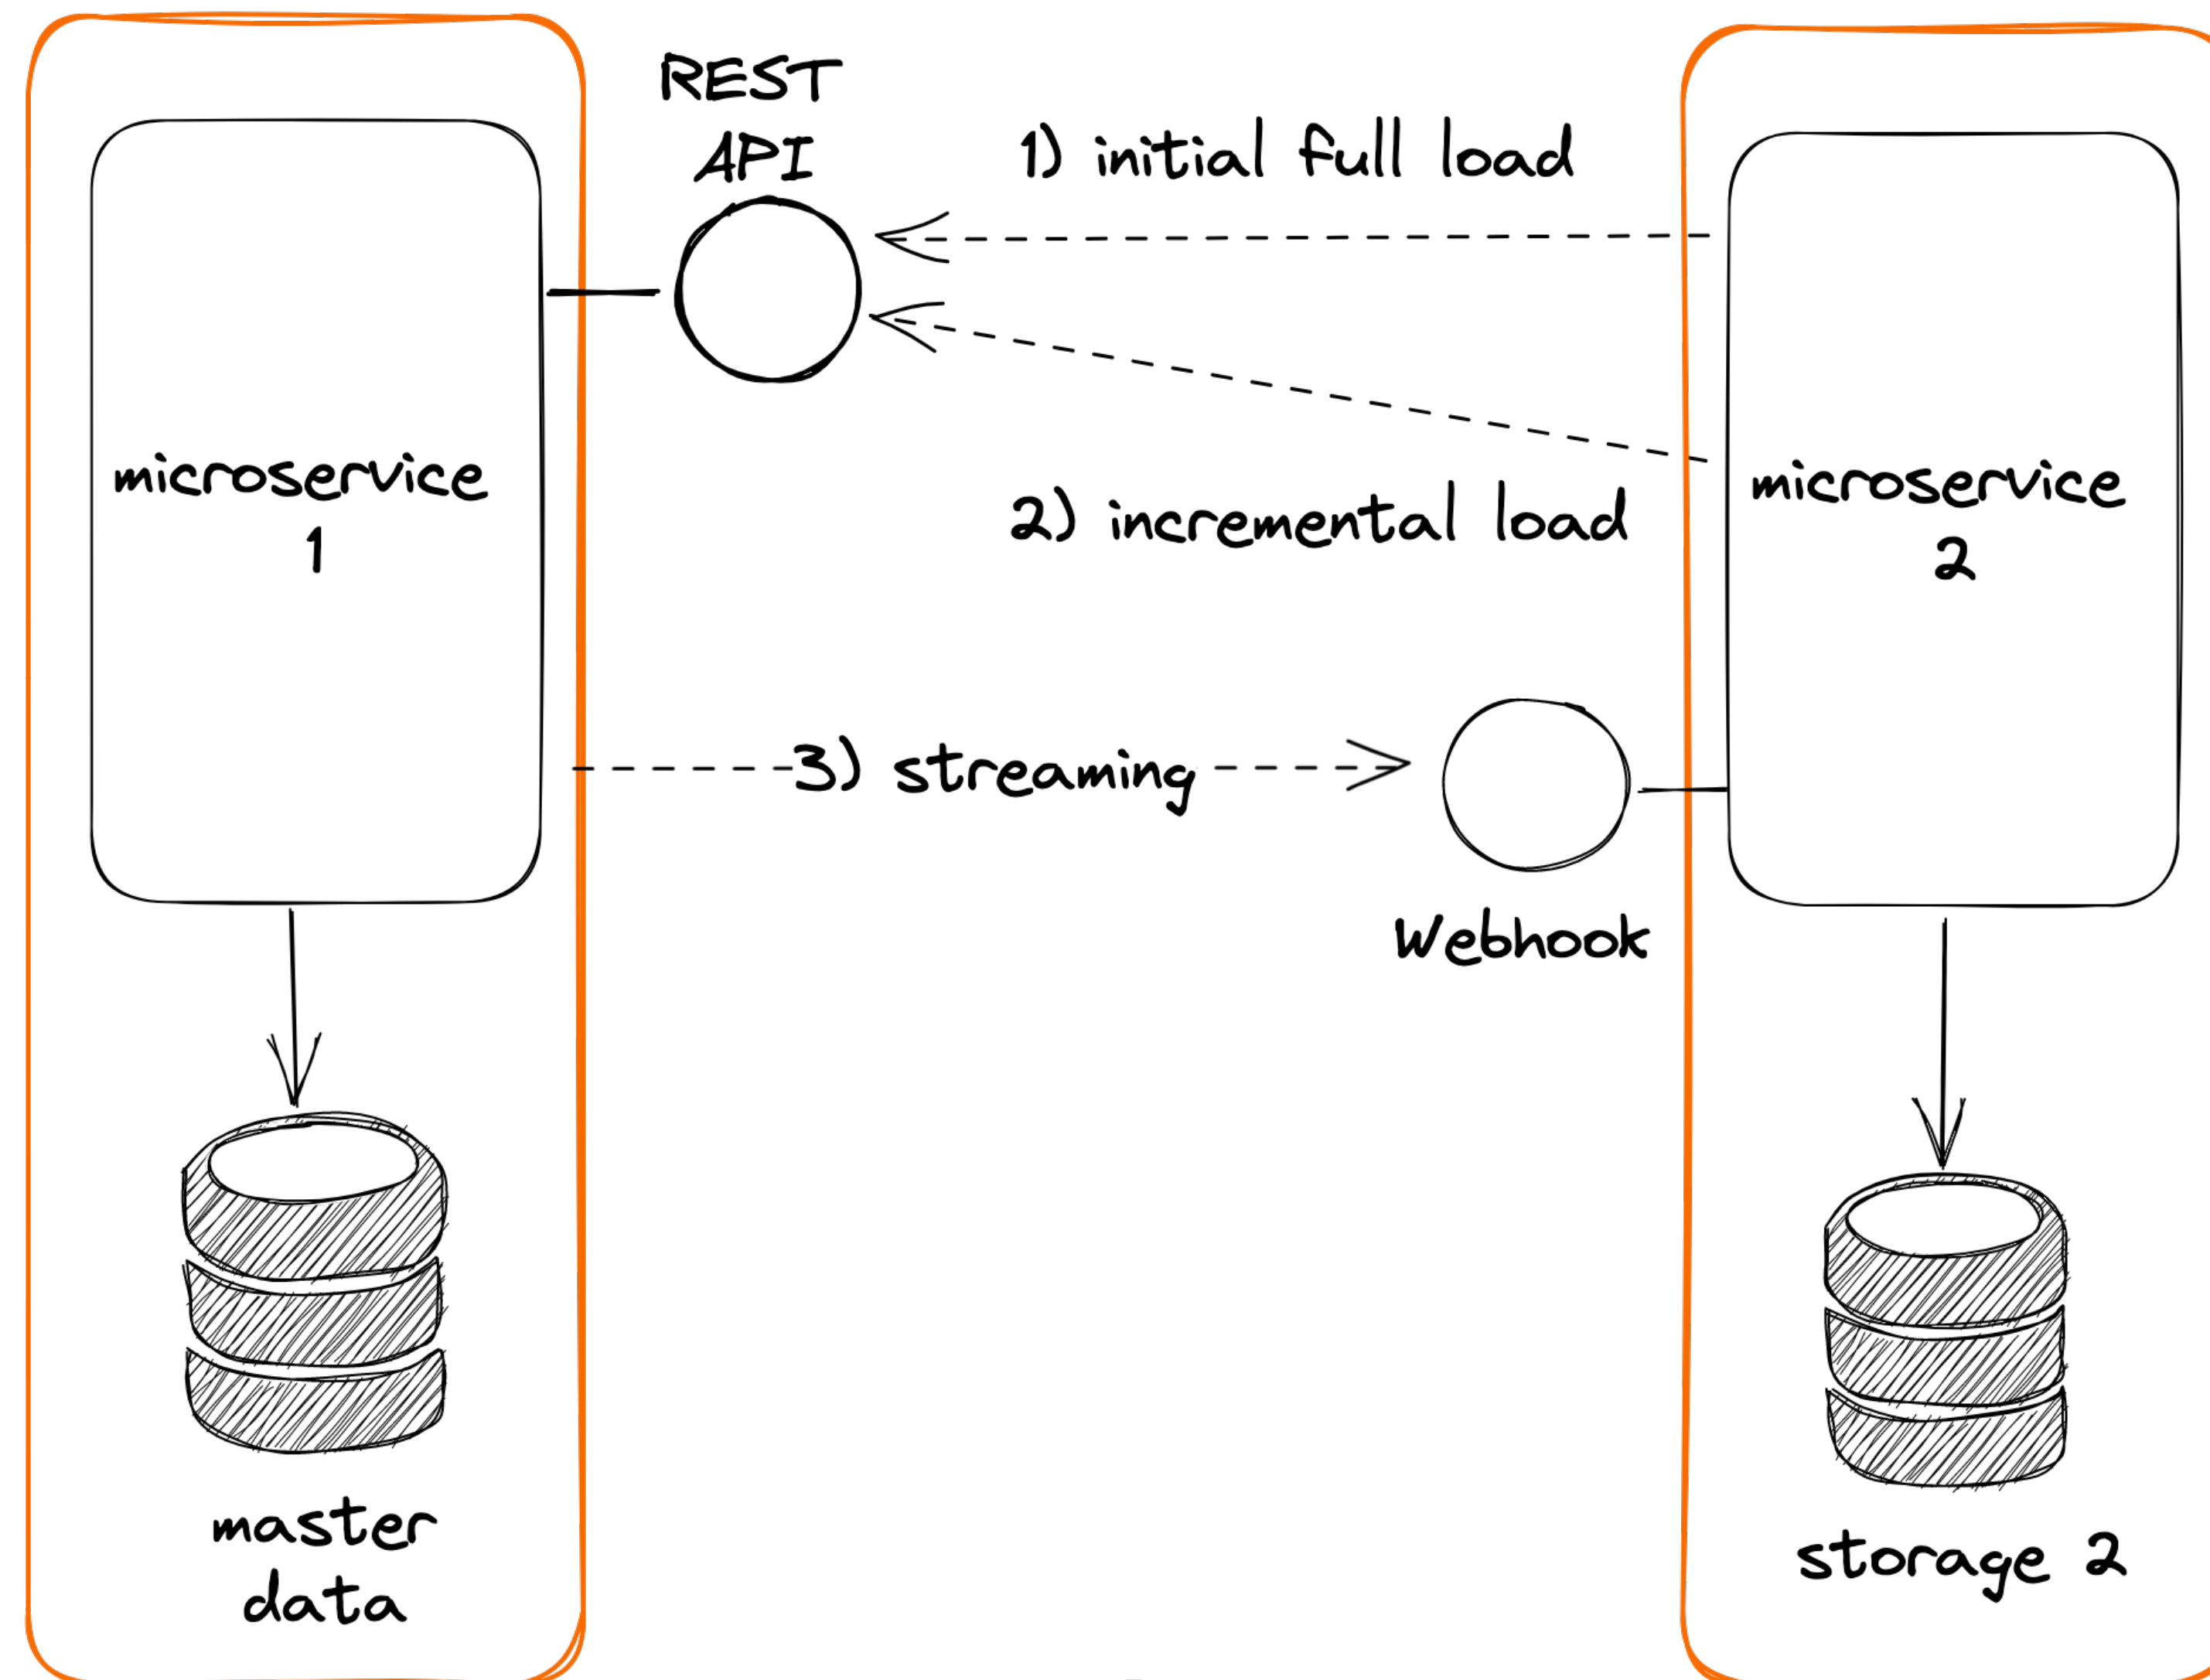 REST
API
1) initial full load
microservice
1
2) incremental load
microservice
2
3) streaming
Webhook
master
data
storage 2